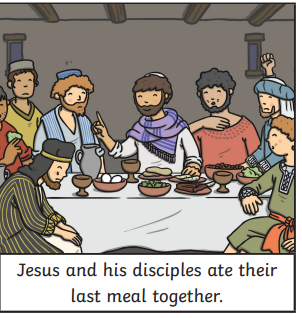 Jesus and his disciples ate their
last meal together.